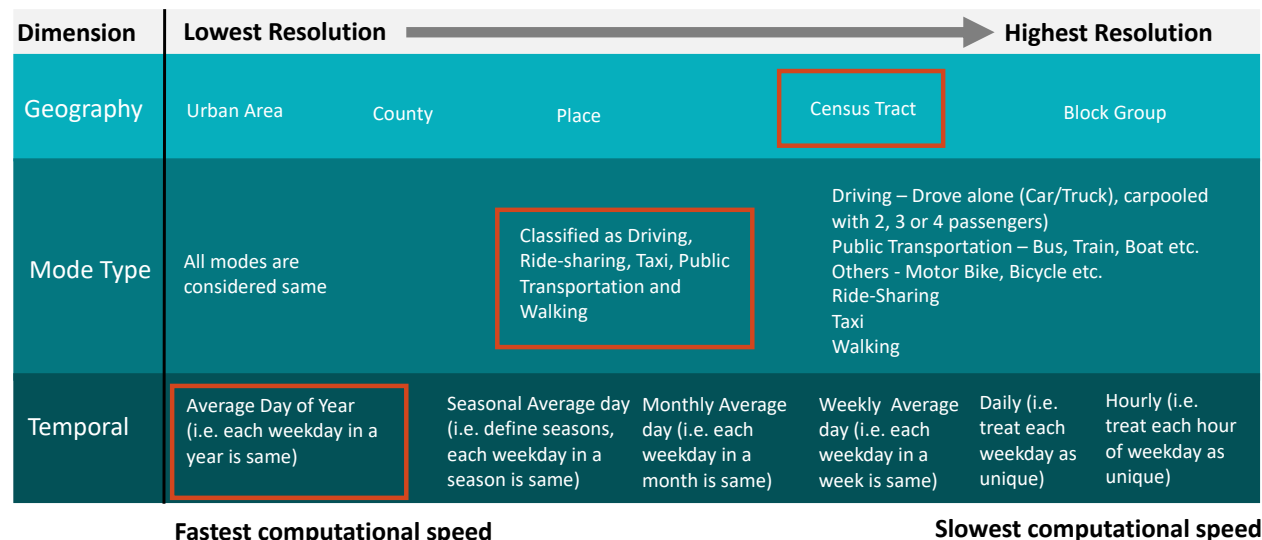 Dimension
Lowest Resolution
Highest Resolution
Geography
Urban Area
County
Place
Census Tract
Block Group
Mode Type
All modes are
considered same
Classified as Driving,
Ride-sharing, Taxi, Public
Transportation and
Walking
Driving – Drove alone (Car/Truck), carpooled
with 2, 3 or 4 passengers)
Public Transportation – Bus, Train, Boat etc.
Others - Motor Bike, Bicycle etc.
Ride-Sharing
Taxi
Walking
Temporal
Average Day of Year
(i.e. each weekday in a
year is same)
Seasonal Average day
(i.e. define seasons,
each weekday in a
season is same)
Monthly Average
day (i.e. each
weekday in a
month is same)
Weekly Average
day (i.e. each
weekday in a
week is same)
Daily (i.e.
treat each
weekday as
unique)
Hourly (i.e.
treat each hour
of weekday as
unique)
Fastest computational speed
Slowest computational speed